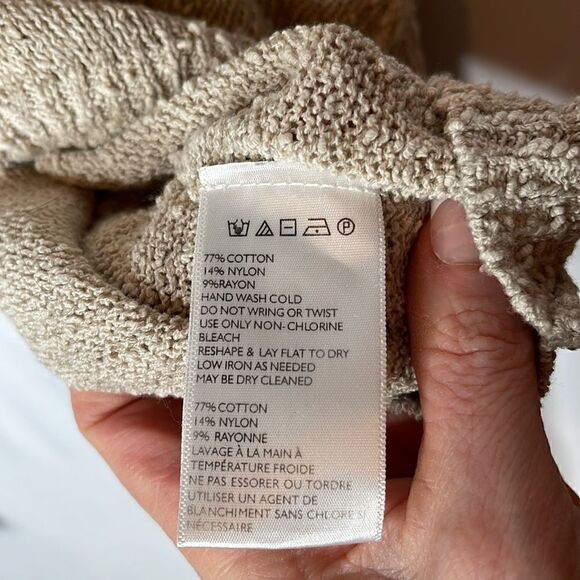 P
77% COTTON
14% NYLON
9%RAYON
HAND WASH COLD
DO NOT WRING OR TWIST
USE ONLY NON-CHLORINE
BLEACH
RESHAPE & LAY FLAT TO DRY
LOW IRON AS NEEDED
MAY BE DRY CLEANED
77% COTTON
14% NYLON
9% RAYONNE
LAVAGE À LA MAIN À
TEMPÉRATURE FROIDE
NE PAS ESSORER OU TORDRE
UTILISER UN AGENT DE
BLANCHIMENT SANS CHLORE SI
NÉCESSAIRE